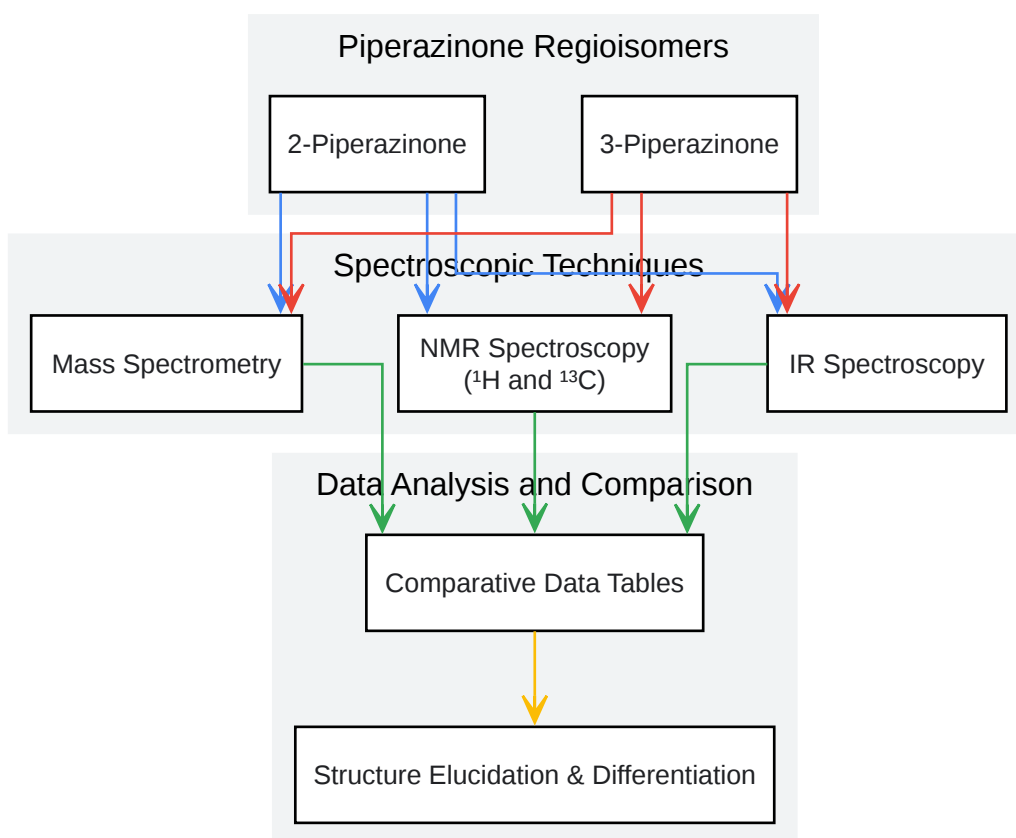 Piperazinone Regioisomers
2-Piperazinone
3-Piperazinone
Spectroscopic Techniques
Mass Spectrometry
NMR Spectroscopy
(¹H and ¹³C)
IR Spectroscopy
Data Analysis and Comparison
Comparative Data Tables
Structure Elucidation & Differentiation